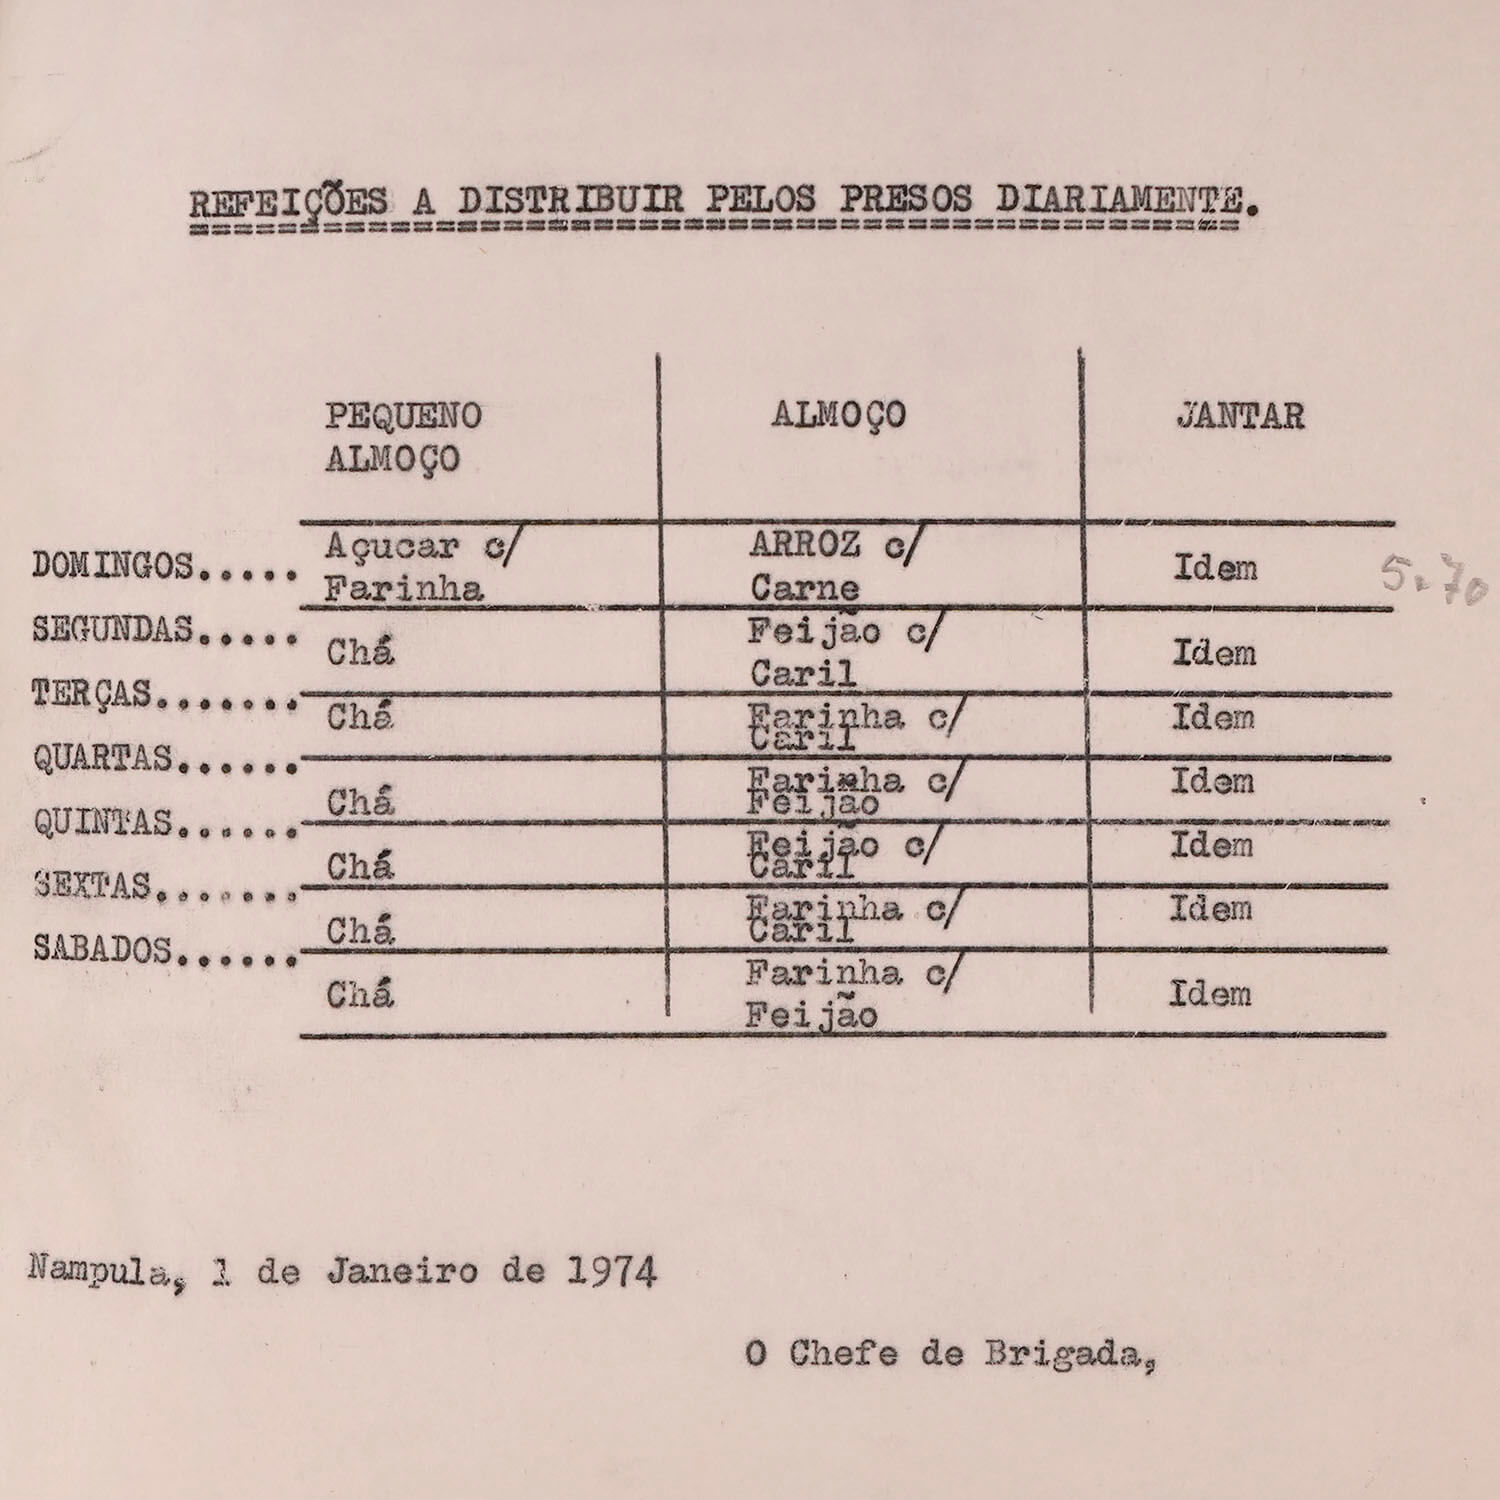 REFEIÇÕES A DISTRIBUIR PELOS PRESOS DIARIAMENTE.
PEQUENO ALMOÇO JANTAR
ALMOÇO
DOMINGOS..... Açucar c/ ARROZ c/ Idem 5.70
Farinha Carne
SEGUNDAS..... Chá Feijão c/ Idem
Caril
TERÇAS....... Chá Farinha c/ Idem
Caril
QUARTAS...... Chá Farinha c/ Idem
Feijão
QUINTAS...... Chá Feijão c/ Idem
Caril
SEXTAS....... Chá Farinha c/ Idem
Caril
SABADOS...... Chá Farinha c/ Idem
Feijão
Nampula, 1 de Janeiro de 1974
O Chefe de Brigada,